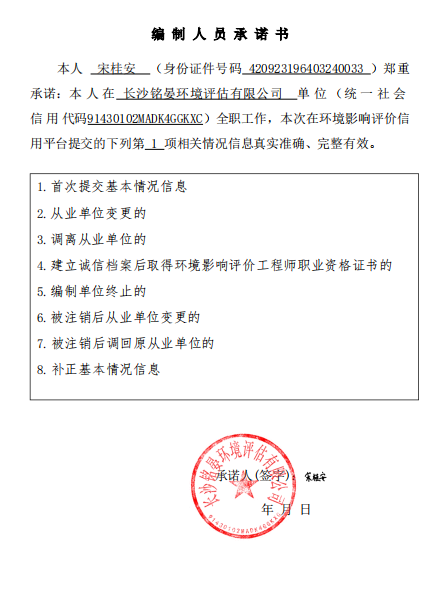 编制人员承诺书
本人 宋桂安 （身份证件号码 420923196403240033 ）郑重
承诺：本人在 长沙铭晏环境评估有限公司 单位（统一社会
信用代码91430102MADK4GGKXC）全职工作，本次在环境影响评价信
用平台提交的下列第 1 项相关情况信息真实准确、完整有效。
1.首次提交基本情况信息
2.从业单位变更的
3.调离从业单位的
4.建立诚信档案后取得环境影响评价工程师职业资格证书的
5.编制单位终止的
6.被注销后从业单位变更的
7.被注销后调回原从业单位的
8.补正基本情况信息
长沙铭晏环境评估有限公司
承诺人(签字)： 宋桂安
91430102MADK4GGKXC
年 月 日